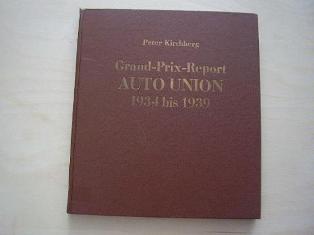 Peter Kirchberg
Grand-Prix-Report
AUTO UNION
1934 bis 1939